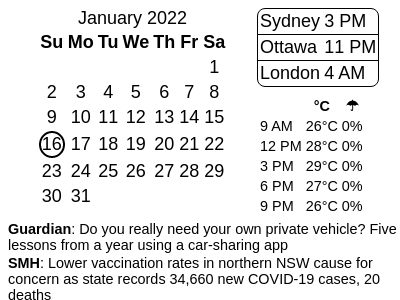 January 2022
Su Mo Tu We Th Fr Sa
1
2 3 4 5 6 7 8
9 10 11 12 13 14 15
16 17 18 19 20 21 22
23 24 25 26 27 28 29
30 31
Sydney 3 PM
Ottawa 11 PM
London 4 AM
°C ☂
9 AM 26°C 0%
12 PM 28°C 0%
3 PM 29°C 0%
6 PM 27°C 0%
9 PM 26°C 0%
Guardian: Do you really need your own private vehicle? Five
lessons from a year using a car-sharing app
SMH: Lower vaccination rates in northern NSW cause for
concern as state records 34,660 new COVID-19 cases, 20
deaths